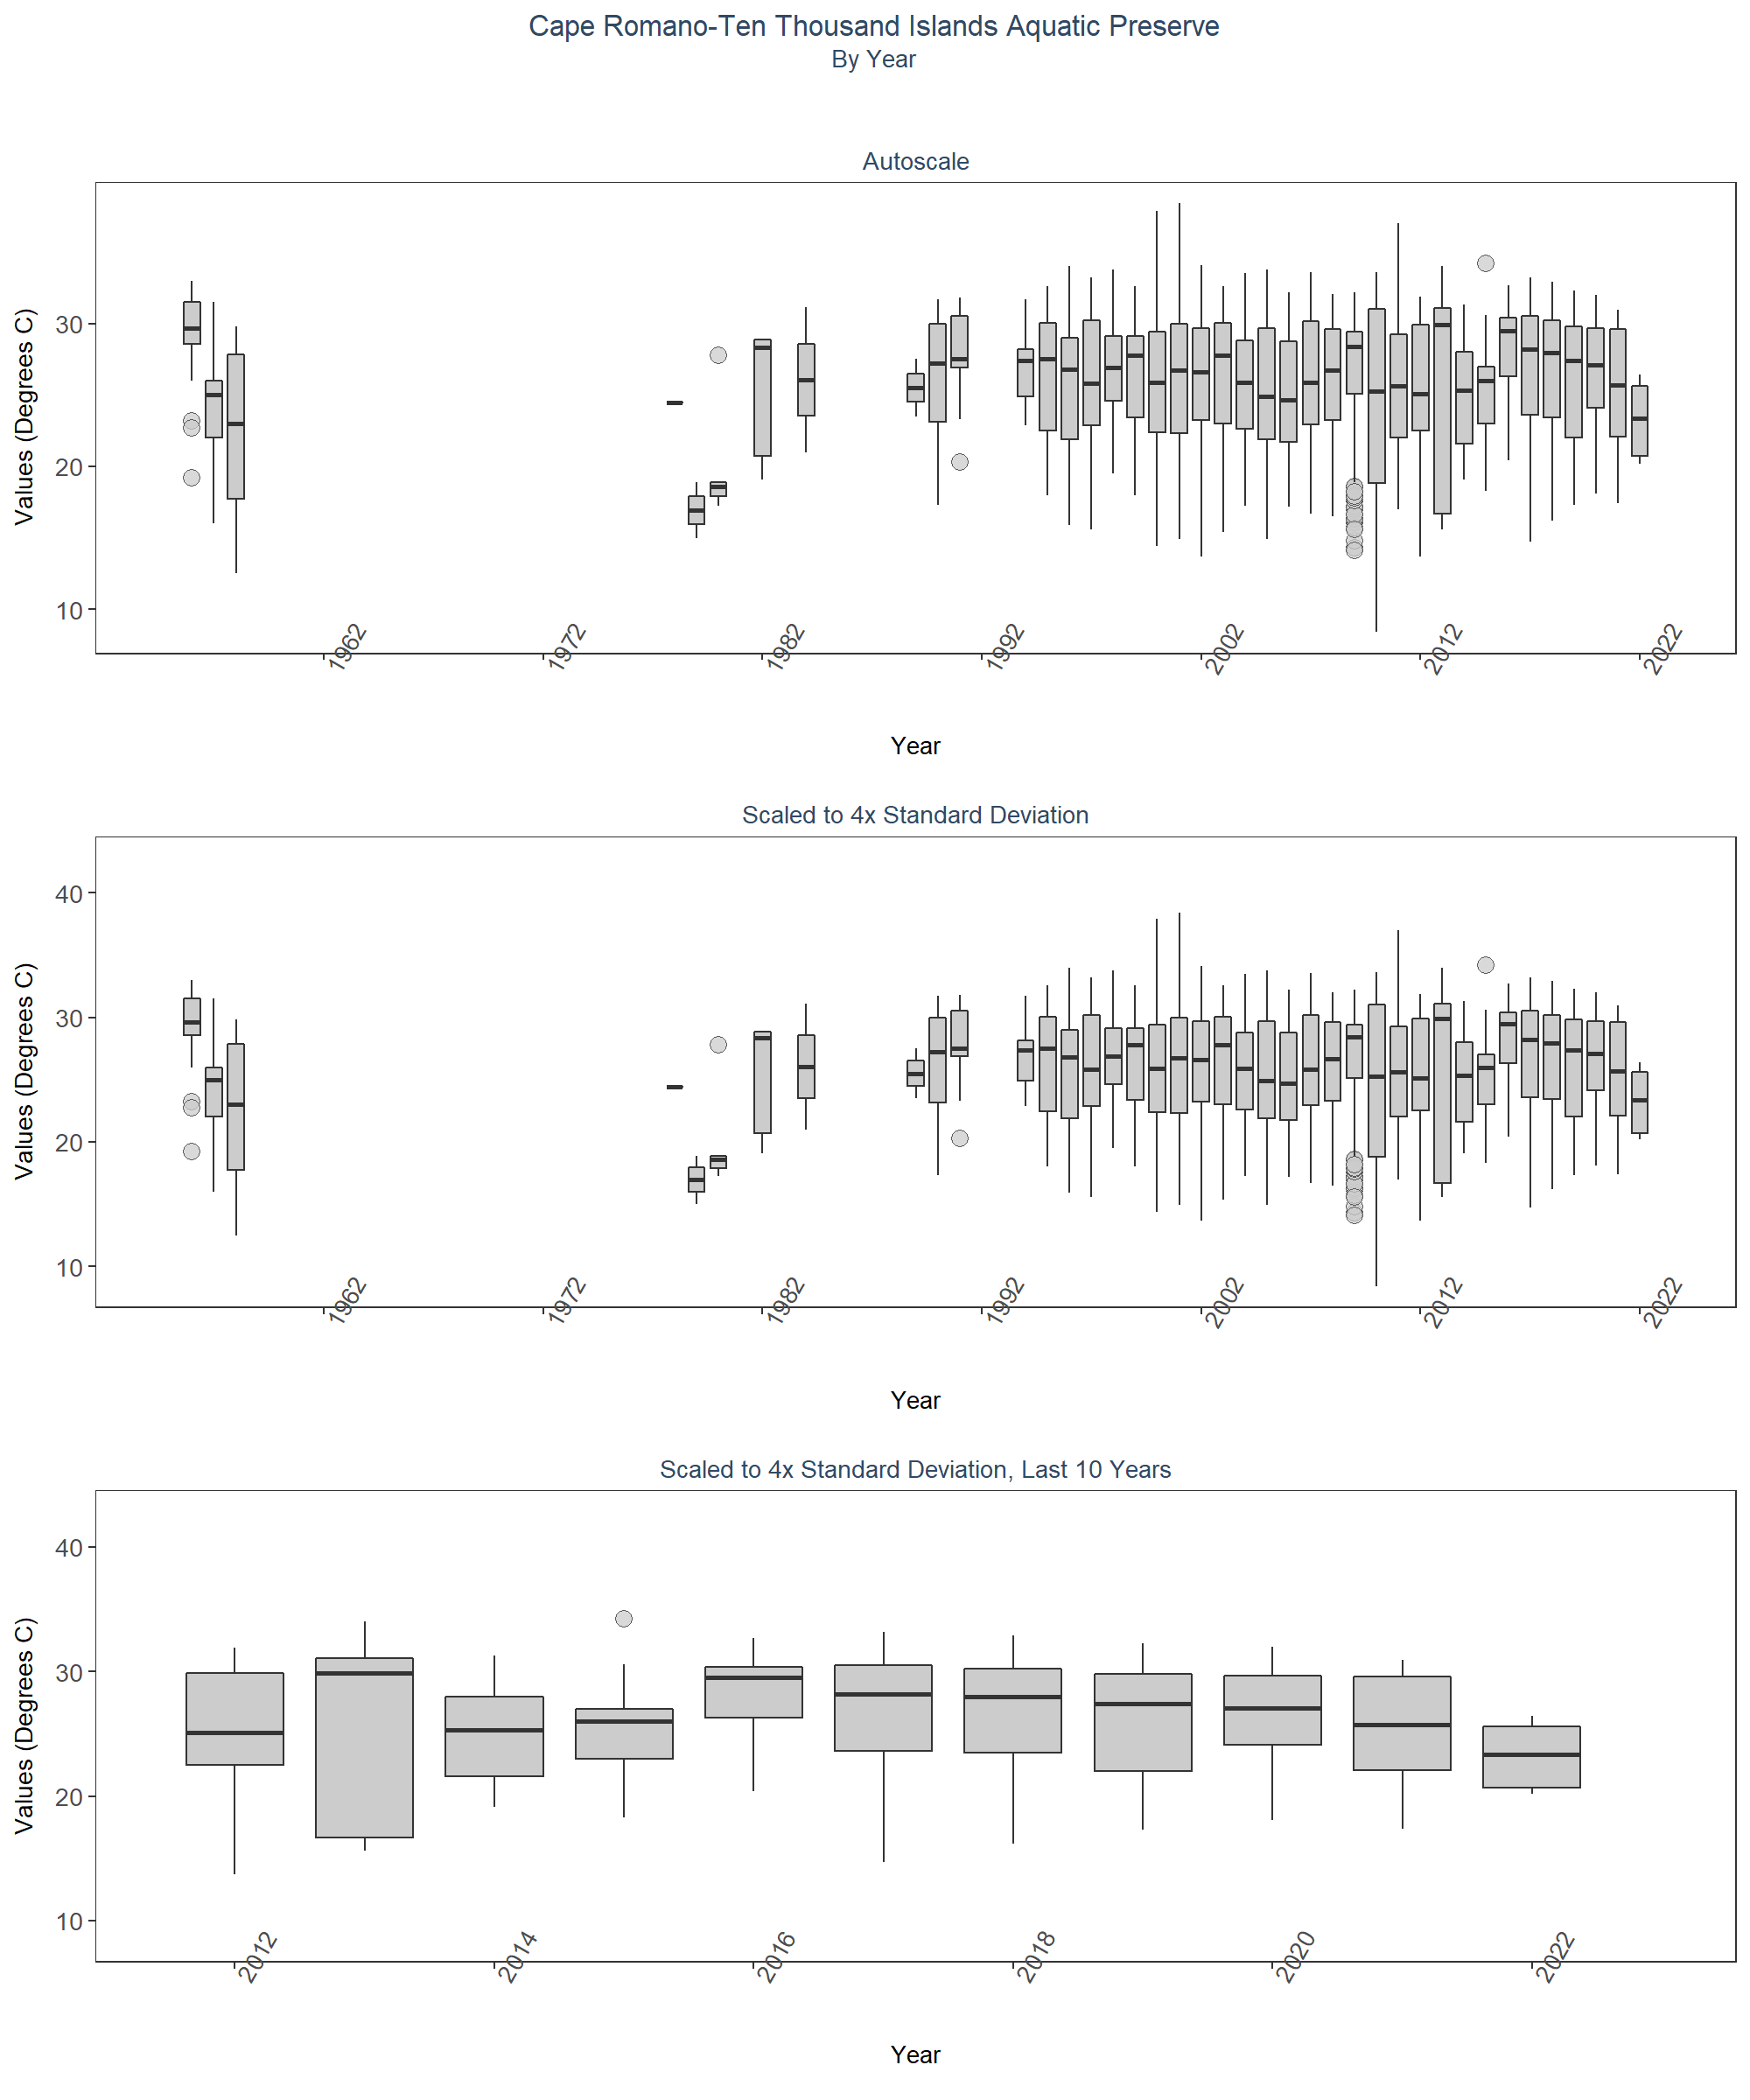 Cape Romano-Ten Thousand Islands Aquatic Preserve
By Year
Autoscale
Values (Degrees C)
30
20
10
1962 1972 1982 1992 2002 2012 2022
Year
Scaled to 4x Standard Deviation
Values (Degrees C)
40
30
20
10
1962 1972 1982 1992 2002 2012 2022
Year
Scaled to 4x Standard Deviation, Last 10 Years
Values (Degrees C)
40
30
20
10
2012 2014 2016 2018 2020 2022
Year